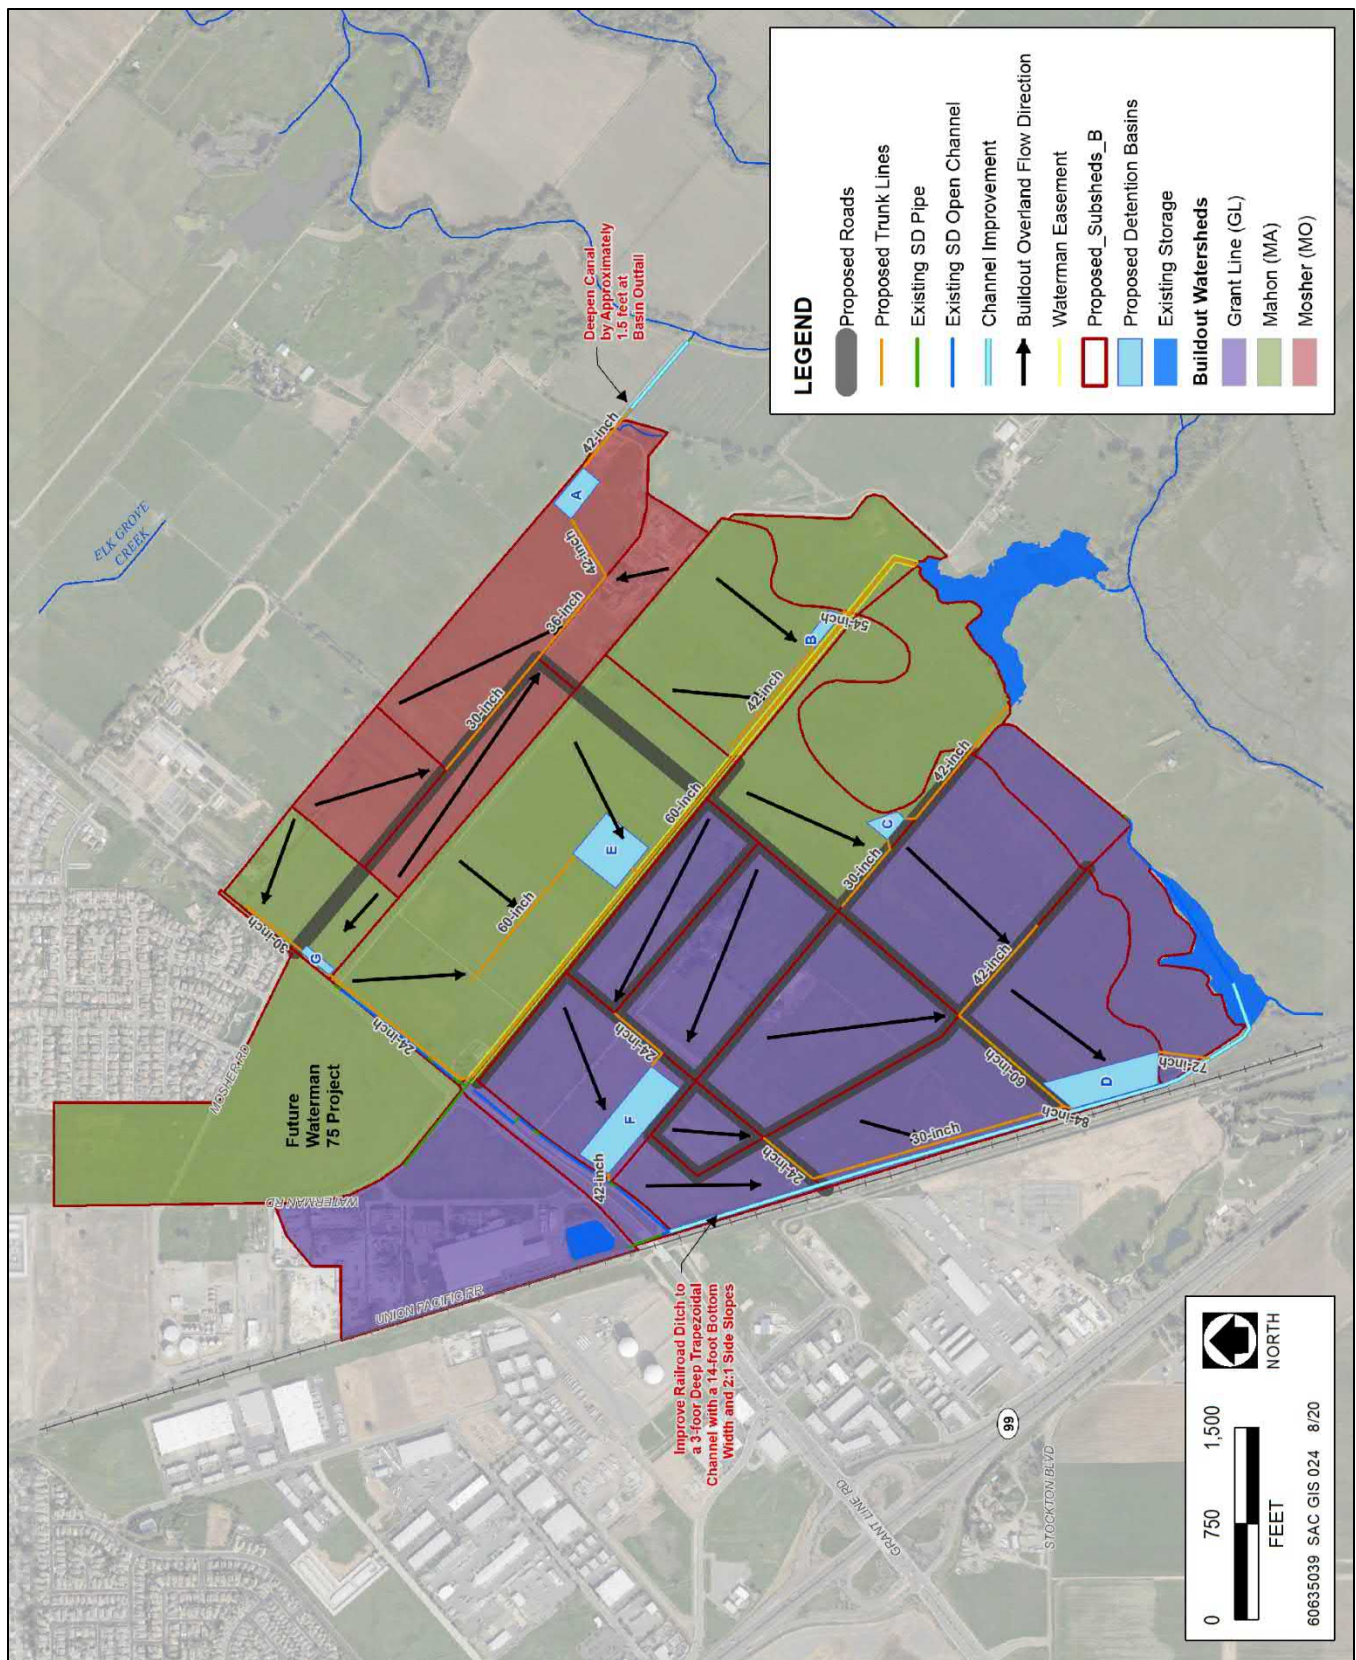 ELK GROVE
CREEK
Deepen Canal
by Approximately
1.5 feet at
Basin Outfall
42-inch
A
42-inch
36-inch
30-inch
30-inch
G
MOSHER RD
24-inch
Future
Waterman
75 Project
WATERMAN RD
UNION PACIFIC RR
60-inch
E
60-inch
42-inch
B
54-inch
C
30-inch
42-inch
24-inch
F
42-inch
24-inch
30-inch
42-inch
60-inch
D
84-inch
72-inch
Improve Railroad Ditch to
a 3-foor Deep Trapezoidal
Channel with a 14-foot Bottom
Width and 2:1 Side Slopes
GRANT LINE RD
99
STOCKTON BLVD
LEGEND
Proposed Roads
Proposed Trunk Lines
Existing SD Pipe
Existing SD Open Channel
Channel Improvement
Buildout Overland Flow Direction
Waterman Easement
Proposed_Subsheds_B
Proposed Detention Basins
Existing Storage
Buildout Watersheds
Grant Line (GL)
Mahon (MA)
Mosher (MO)
0 750 1,500
FEET
NORTH
60635039 SAC GIS 024 8/20